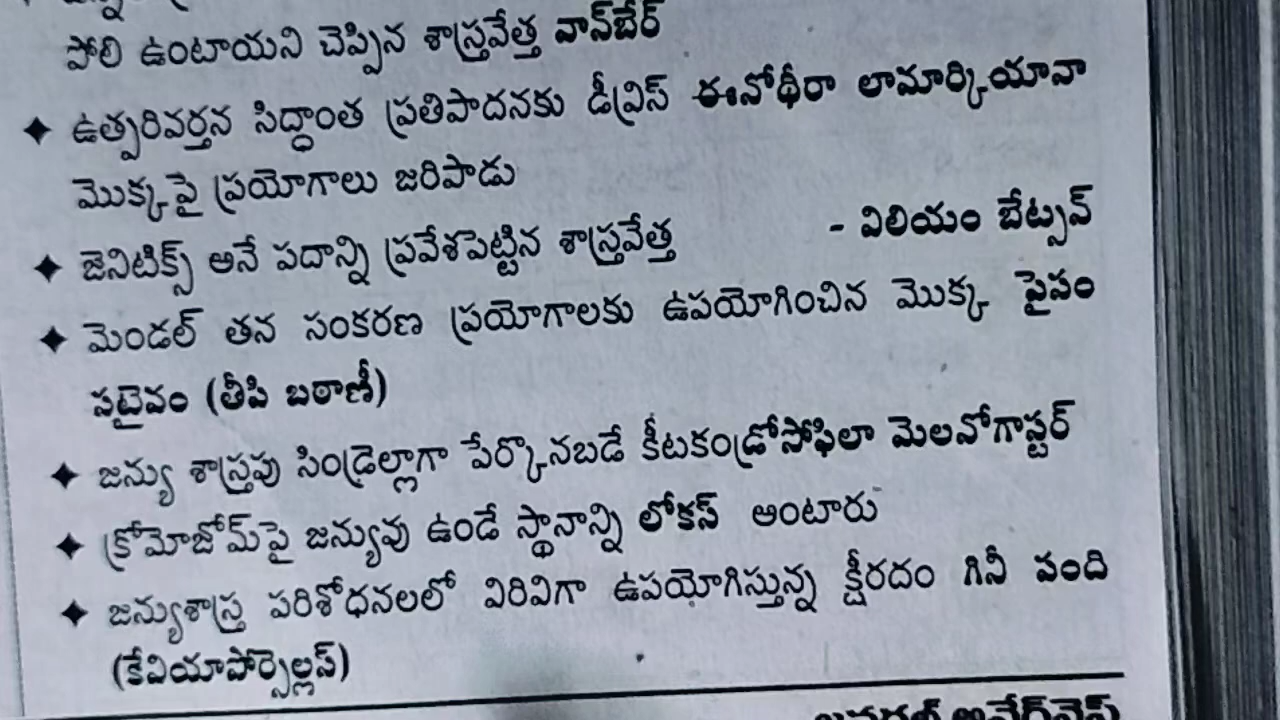 పోలి ఉంటాయని చెప్పిన శాస్త్రవేత్త వాన్‌బేర్
✦ ఉత్పరివర్తన సిద్ధాంత ప్రతిపాదనకు డీవ్రిస్ ఈనోథీరా లామార్కియానా
మొక్కపై ప్రయోగాలు జరిపాడు
✦ జెనిటిక్స్ అనే పదాన్ని ప్రవేశపెట్టిన శాస్త్రవేత్త - విలియం బేట్సన్
✦ మెండల్ తన సంకరణ ప్రయోగాలకు ఉపయోగించిన మొక్క పైసం
సటైవం (తీపి బఠాణీ)
✦ జన్యు శాస్త్రపు సిండ్రెల్లాగా పేర్కొనబడే కీటకండ్రోసోఫిలా మెలనోగాస్టర్
✦ క్రోమోజోమ్‌పై జన్యువు ఉండే స్థానాన్ని లోకస్ అంటారు
✦ జన్యుశాస్త్ర పరిశోధనలలో విరివిగా ఉపయోగిస్తున్న క్షీరదం గినీ పంది
(కేవియాపోర్సెల్లస్)